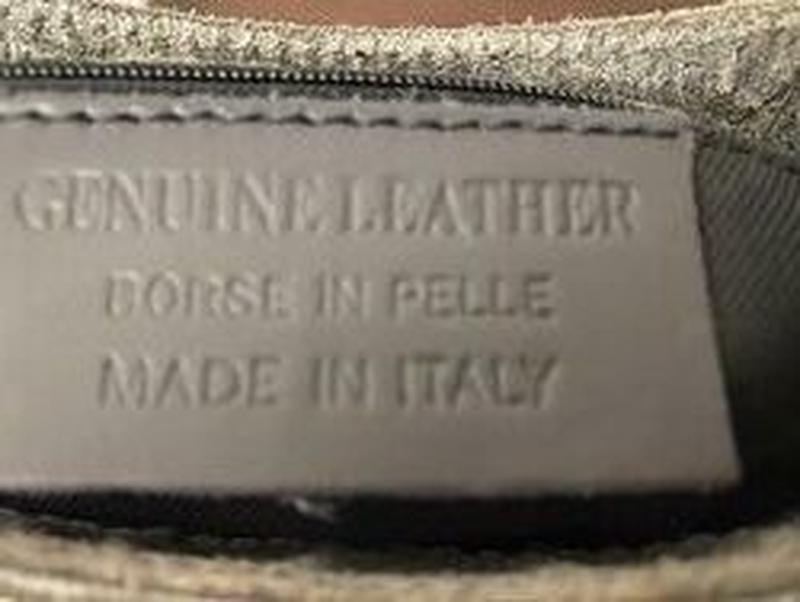 GENUINE LEATHER
BORSE IN PELLE
MADE IN ITALY